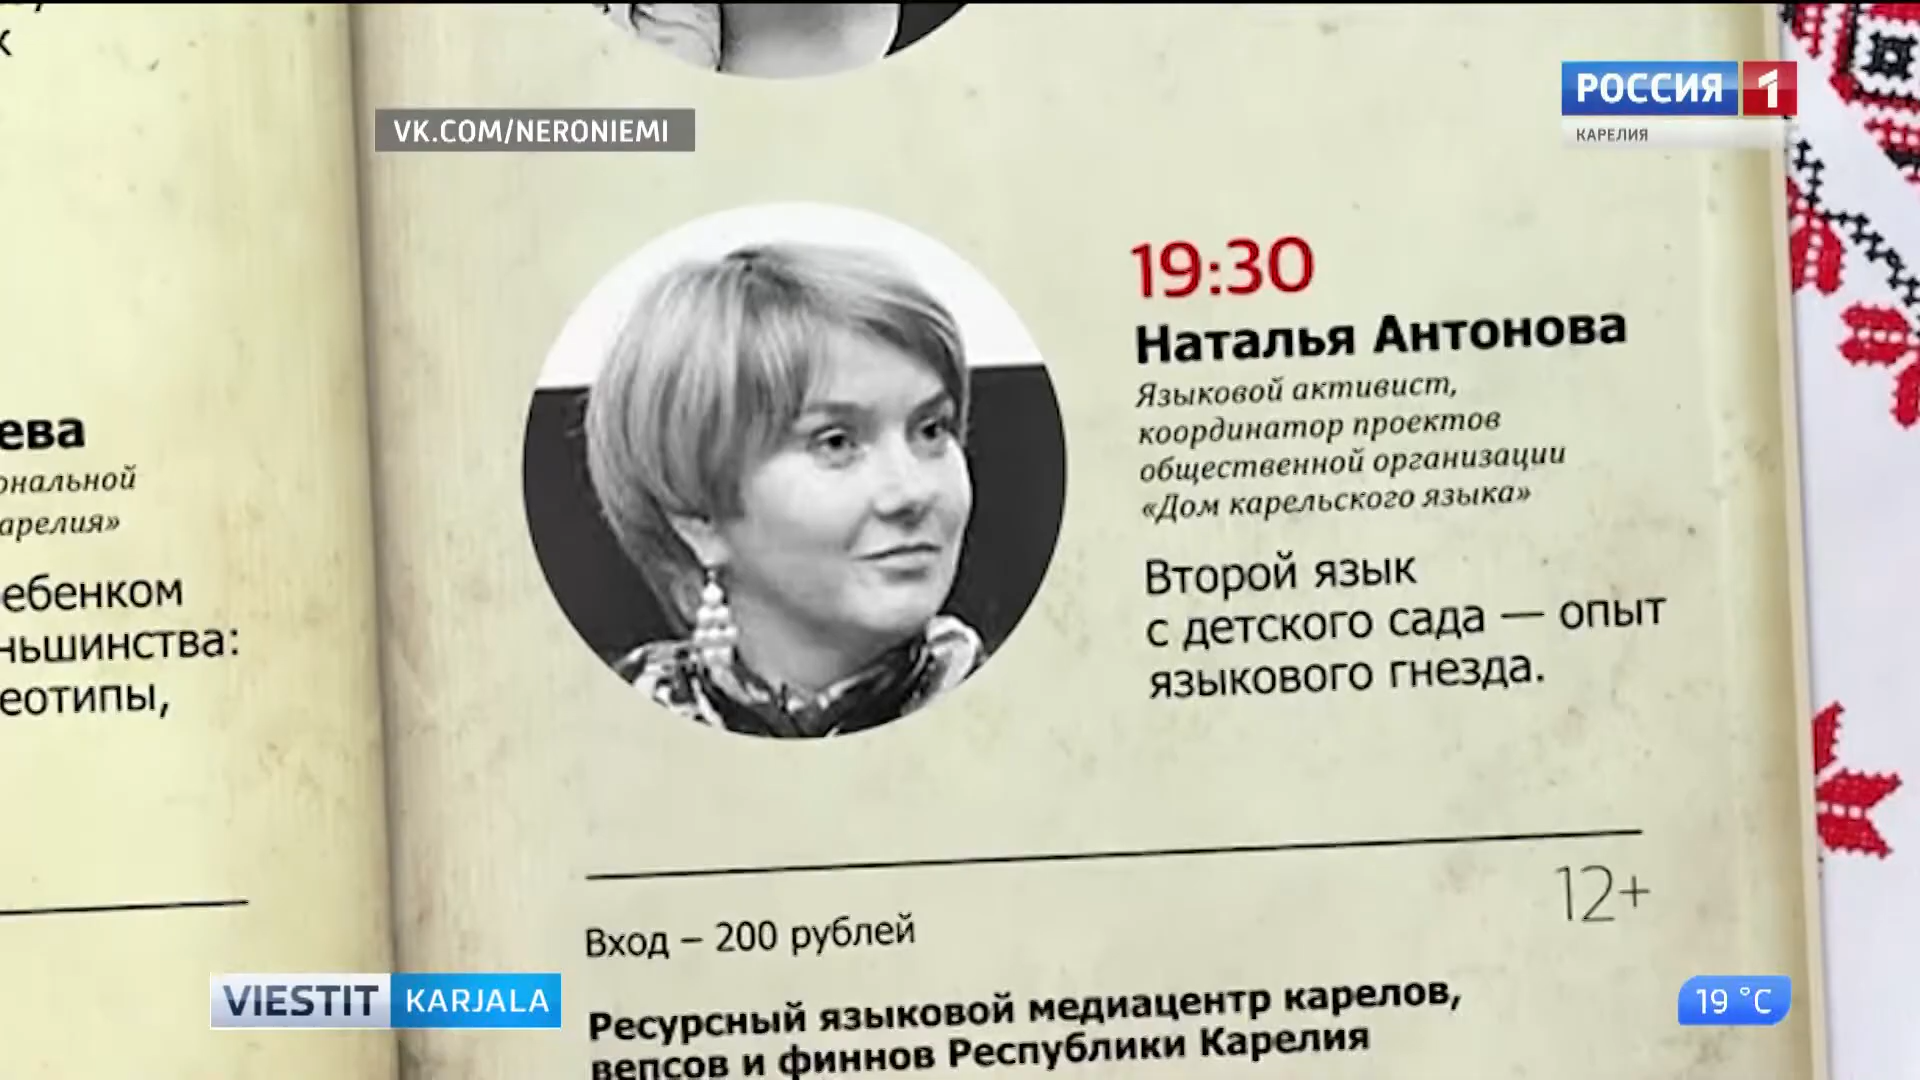 к
VK.COM/NERONIEMI
РОССИЯ 1
КАРЕЛИЯ
ева
ональной
арелия»
ебенком
ньшинства:
еотипы,
19:30
Наталья Антонова
Языковой активист,
координатор проектов
общественной организации
«Дом карельского языка»
Второй язык
с детского сада — опыт
языкового гнезда.
12+
Вход – 200 рублей
Ресурсный языковой медиацентр карелов,
вепсов и финнов Республики Карелия
VIESTIT KARJALA
19 °C